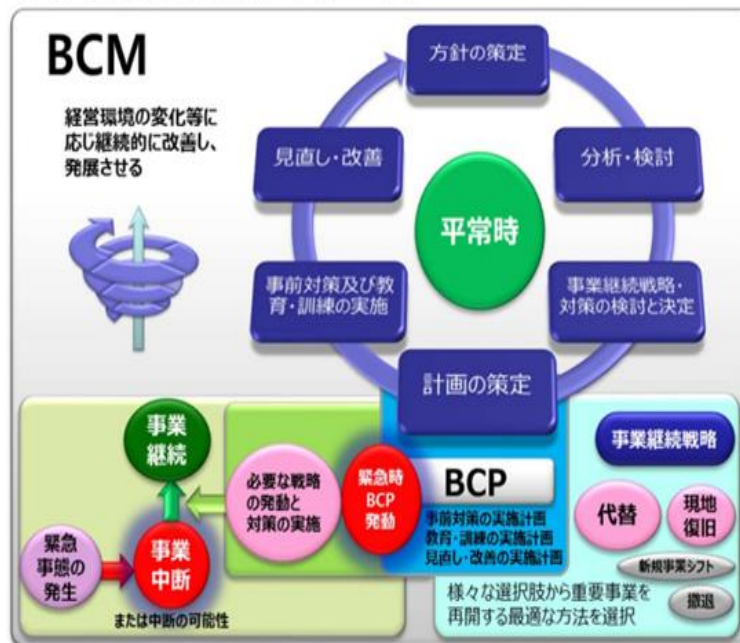 BCM
経営環境の変化等に
応じ継続的に改善し、
発展させる
方針の策定
見直し・改善
分析・検討
平常時
事前対策及び教
育・訓練の実施
事業継続戦略・
対策の検討と決定
計画の策定
事業
継続
必要な戦略
の発動と
対策の実施
緊急時
BCP
発動
BCP
事前対策の実施計画
教育・訓練の実施計画
見直し・改善の実施計画
事業継続戦略
代替
現地
復旧
新規事業シフト
撤退
様々な選択肢から重要事業を
再開する最適な方法を選択
緊急
事態の
発生
事業
中断
または中断の可能性